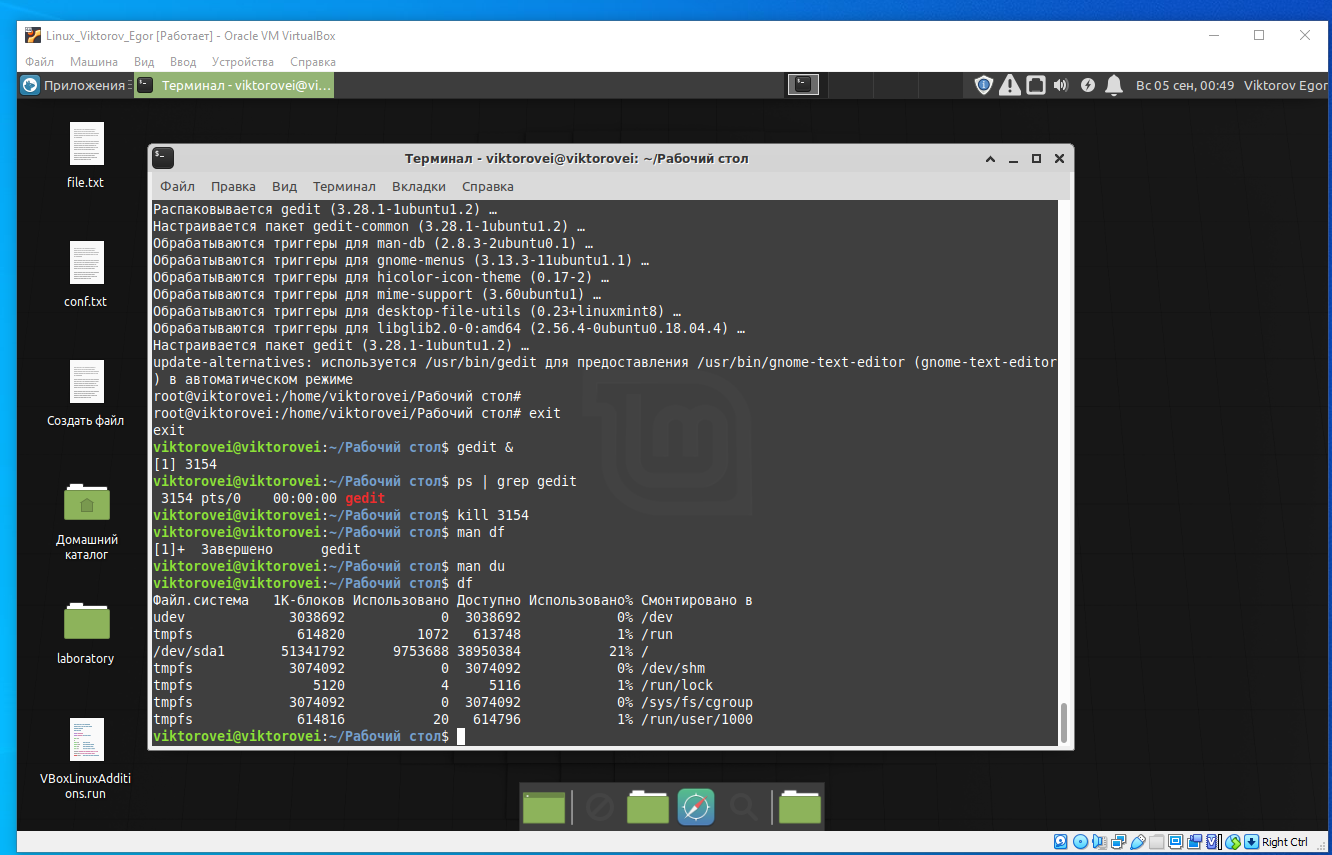 Linux_Viktorov_Egor [Работает] - Oracle VM VirtualBox
Файл Машина Вид Ввод Устройства Справка
Приложения Терминал - viktorovei@vi... Вс 05 сен, 00:49 Viktorov Egor
file.txt
conf.txt
Создать файл
Домашний
каталог
laboratory
VBoxLinuxAdditi
ons.run
Терминал - viktorovei@viktorovei: ~/Рабочий стол
Файл Правка Вид Терминал Вкладки Справка
Распаковывается gedit (3.28.1-1ubuntu1.2) …
Настраивается пакет gedit-common (3.28.1-1ubuntu1.2) …
Обрабатываются триггеры для man-db (2.8.3-2ubuntu0.1) …
Обрабатываются триггеры для gnome-menus (3.13.3-11ubuntu1.1) …
Обрабатываются триггеры для hicolor-icon-theme (0.17-2) …
Обрабатываются триггеры для mime-support (3.60ubuntu1) …
Обрабатываются триггеры для desktop-file-utils (0.23+linuxmint8) …
Обрабатываются триггеры для libglib2.0-0:amd64 (2.56.4-0ubuntu0.18.04.4) …
Настраивается пакет gedit (3.28.1-1ubuntu1.2) …
update-alternatives: используется /usr/bin/gedit для предоставления /usr/bin/gnome-text-editor (gnome-text-editor
) в автоматическом режиме
root@viktorovei:/home/viktorovei/Рабочий стол#
root@viktorovei:/home/viktorovei/Рабочий стол# exit
exit
viktorovei@viktorovei:~/Рабочий стол$ gedit &
[1] 3154
viktorovei@viktorovei:~/Рабочий стол$ ps | grep gedit
3154 pts/0    00:00:00 gedit
viktorovei@viktorovei:~/Рабочий стол$ kill 3154
viktorovei@viktorovei:~/Рабочий стол$ man df
[1]+  Завершено      gedit
viktorovei@viktorovei:~/Рабочий стол$ man du
viktorovei@viktorovei:~/Рабочий стол$ df
Файл.система   1K-блоков Использовано Доступно Использовано% Смонтировано в
udev             3038692            0  3038692            0% /dev
tmpfs             614820         1072   613748            1% /run
/dev/sda1       51341792      9753688 38950384           21% /
tmpfs            3074092            0  3074092            0% /dev/shm
tmpfs               5120            4     5116            1% /run/lock
tmpfs            3074092            0  3074092            0% /sys/fs/cgroup
tmpfs             614816           20   614796            1% /run/user/1000
viktorovei@viktorovei:~/Рабочий стол$
Right Ctrl